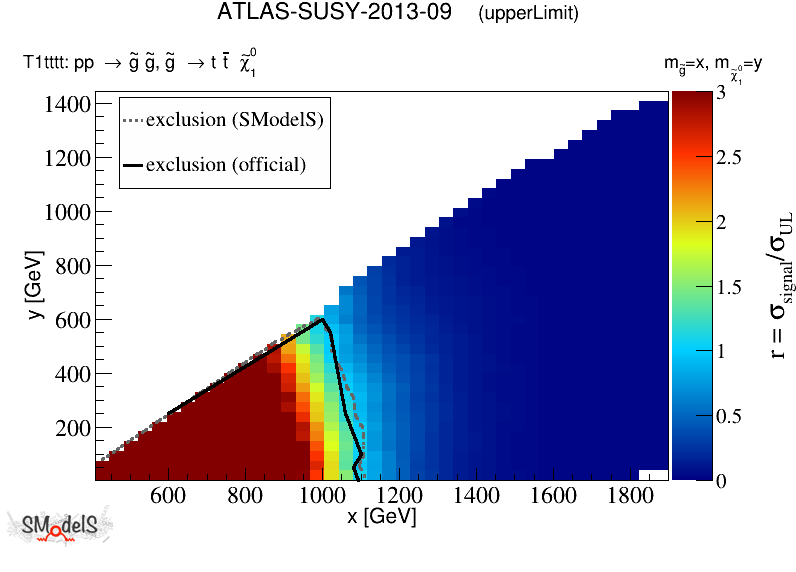 ATLAS-SUSY-2013-09 (upperLimit)
T1tttt: pp → g̃ g̃, g̃ → t t̄ χ̃₁⁰
m_g̃=x, m_χ̃₁⁰=y
exclusion (SModelS)
exclusion (official)
1400
1200
1000
800
600
400
200
y [GeV]
600 800 1000 1200 1400 1600 1800
x [GeV]
3
2.5
2
1.5
1
0.5
0
r = σ_signal/σ_UL
SModelS